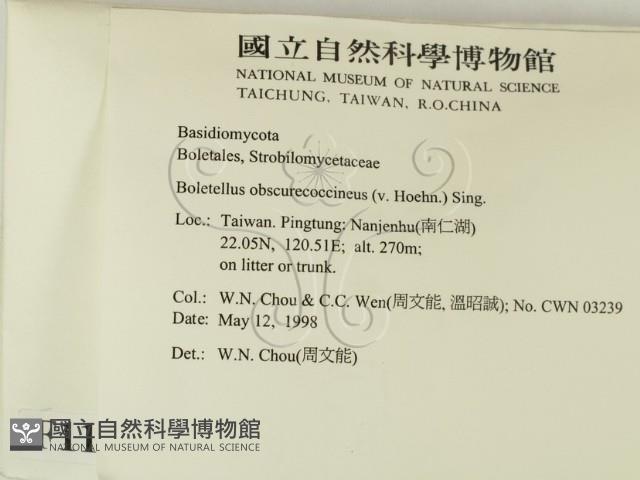 國立自然科學博物館
NATIONAL MUSEUM OF NATURAL SCIENCE
TAICHUNG, TAIWAN, R.O.CHINA
Basidiomycota
Boletales, Strobilomycetaceae
Boletellus obscurecoccineus (v. Hoehn.) Sing.
Loc.: Taiwan. Pingtung: Nanjenhu(南仁湖)
22.05N, 120.51E; alt. 270m;
on litter or trunk.
Col.: W.N. Chou & C.C. Wen(周文能, 溫昭誠); No. CWN 03239
Date: May 12, 1998
Det.: W.N. Chou(周文能)
國立自然科學博物館
NATIONAL MUSEUM OF NATURAL SCIENCE